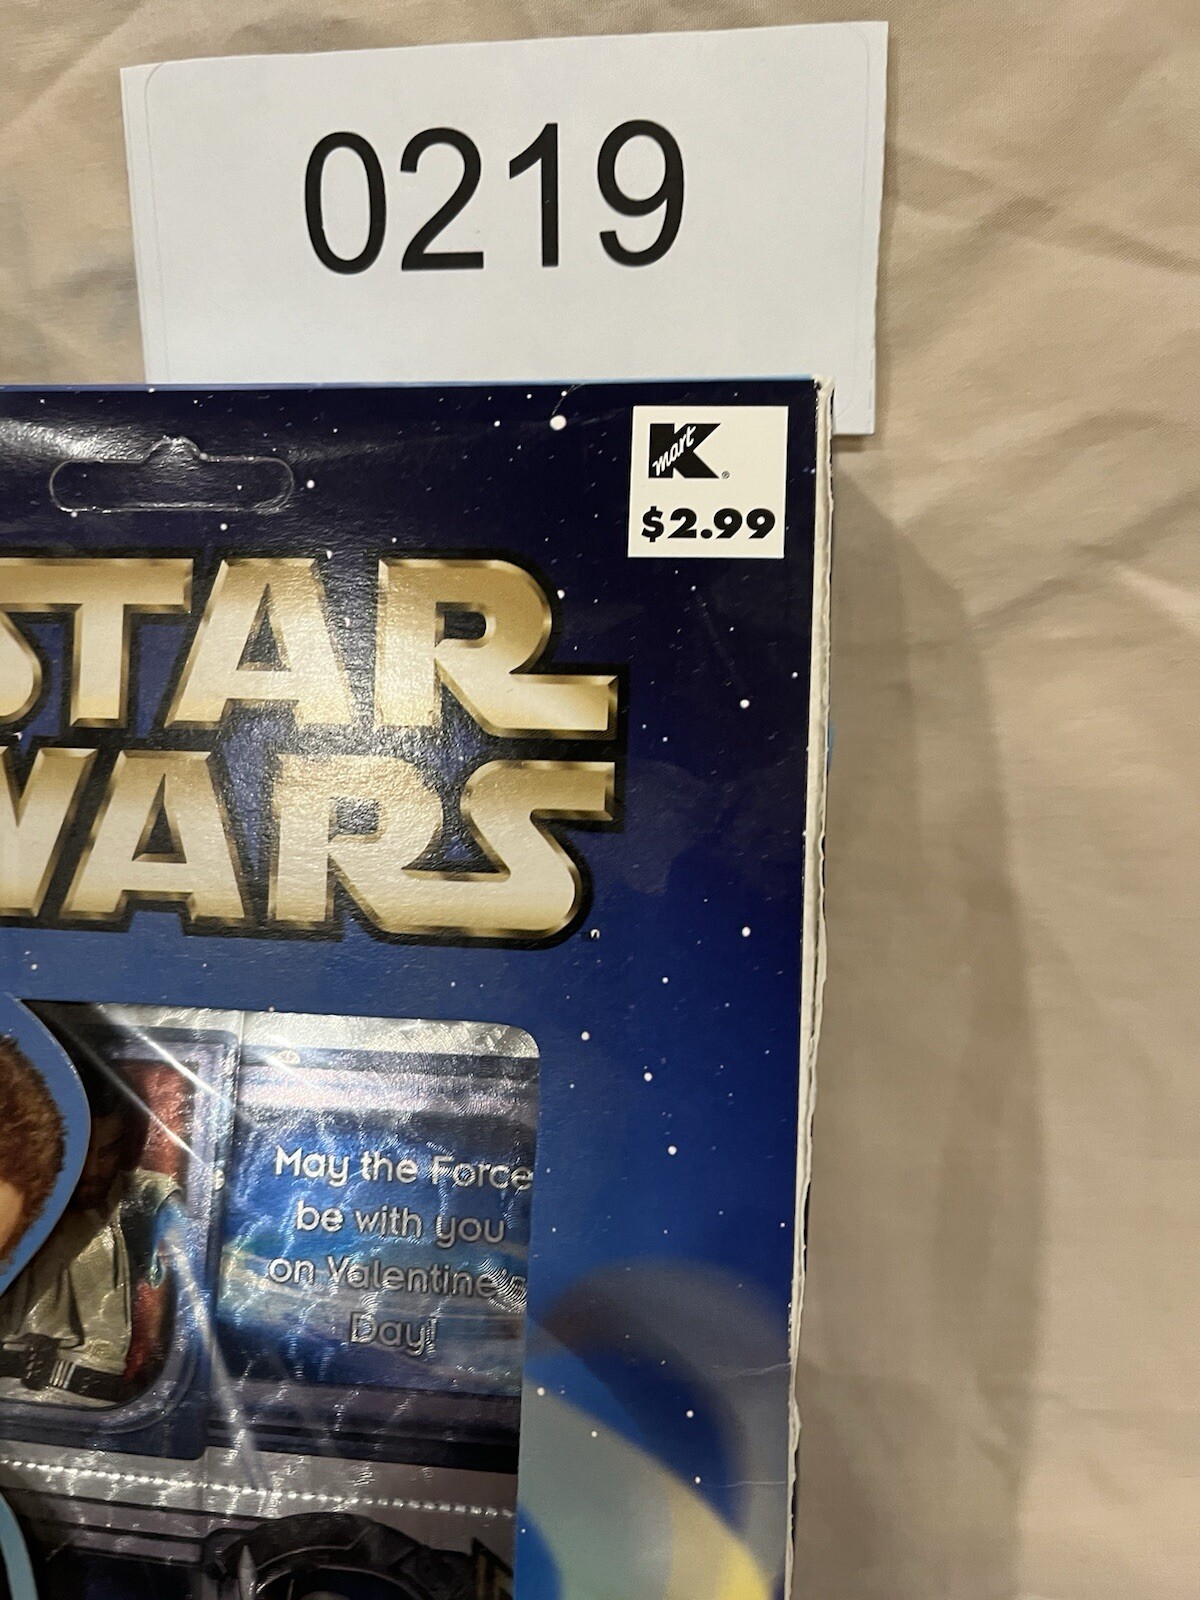 0219
K
mart
®
$2.99
STAR
WARS
May the Force
be with you
on Valentine's
Day!